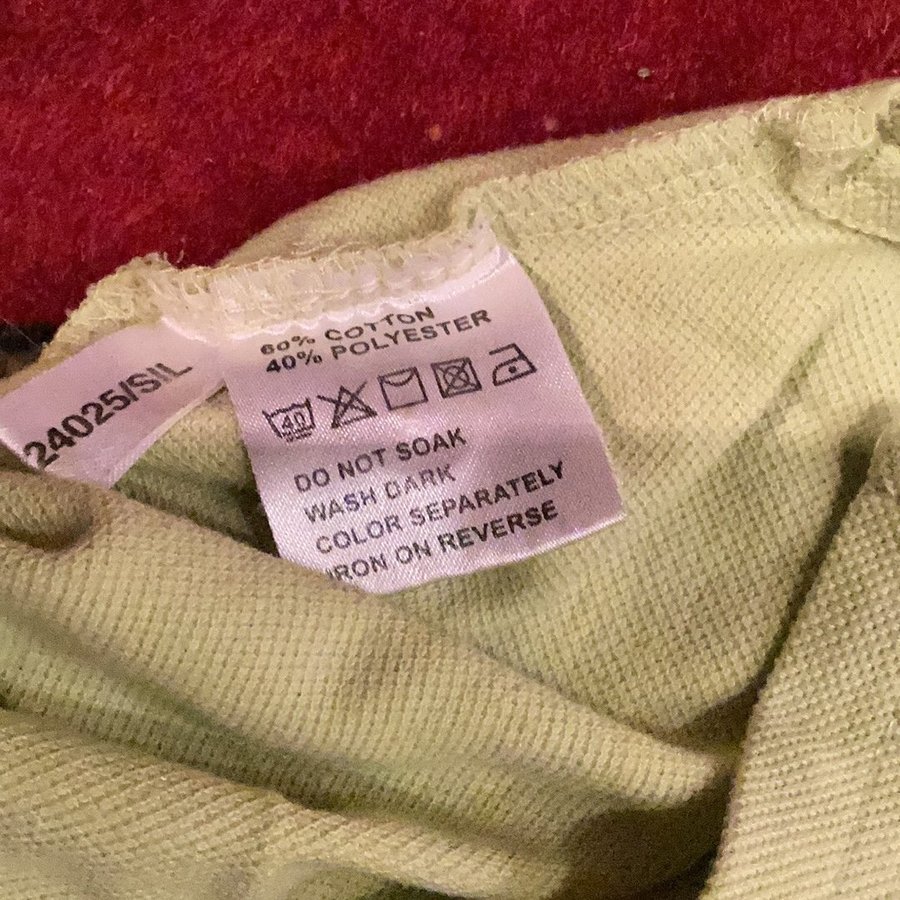 24025/S/L
60% COTTON
40% POLYESTER
40
DO NOT SOAK
WASH DARK
COLOR SEPARATELY
IRON ON REVERSE